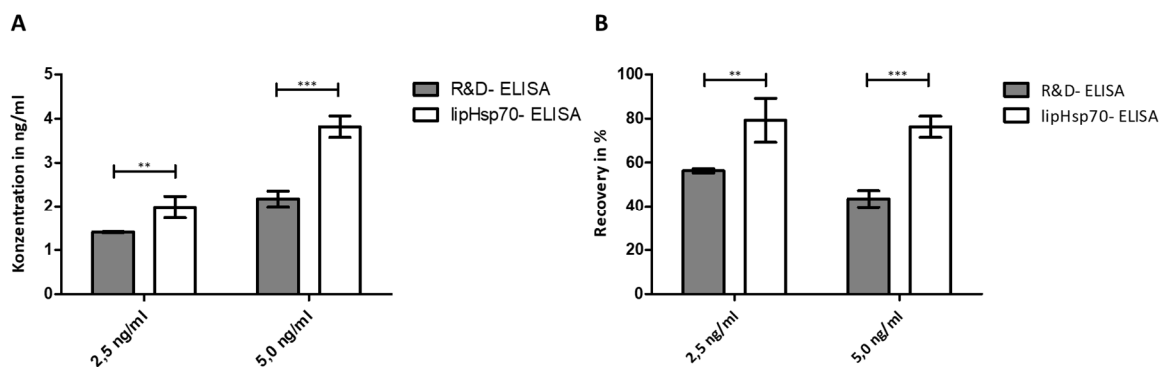 A
Konzentration in ng/ml
5
4
3
2
1
0
**
***
2,5 ng/ml
5,0 ng/ml
R&D- ELISA
lipHsp70- ELISA
B
Recovery in %
100
80
60
40
20
0
**
***
2,5 ng/ml
5,0 ng/ml
R&D- ELISA
lipHsp70- ELISA